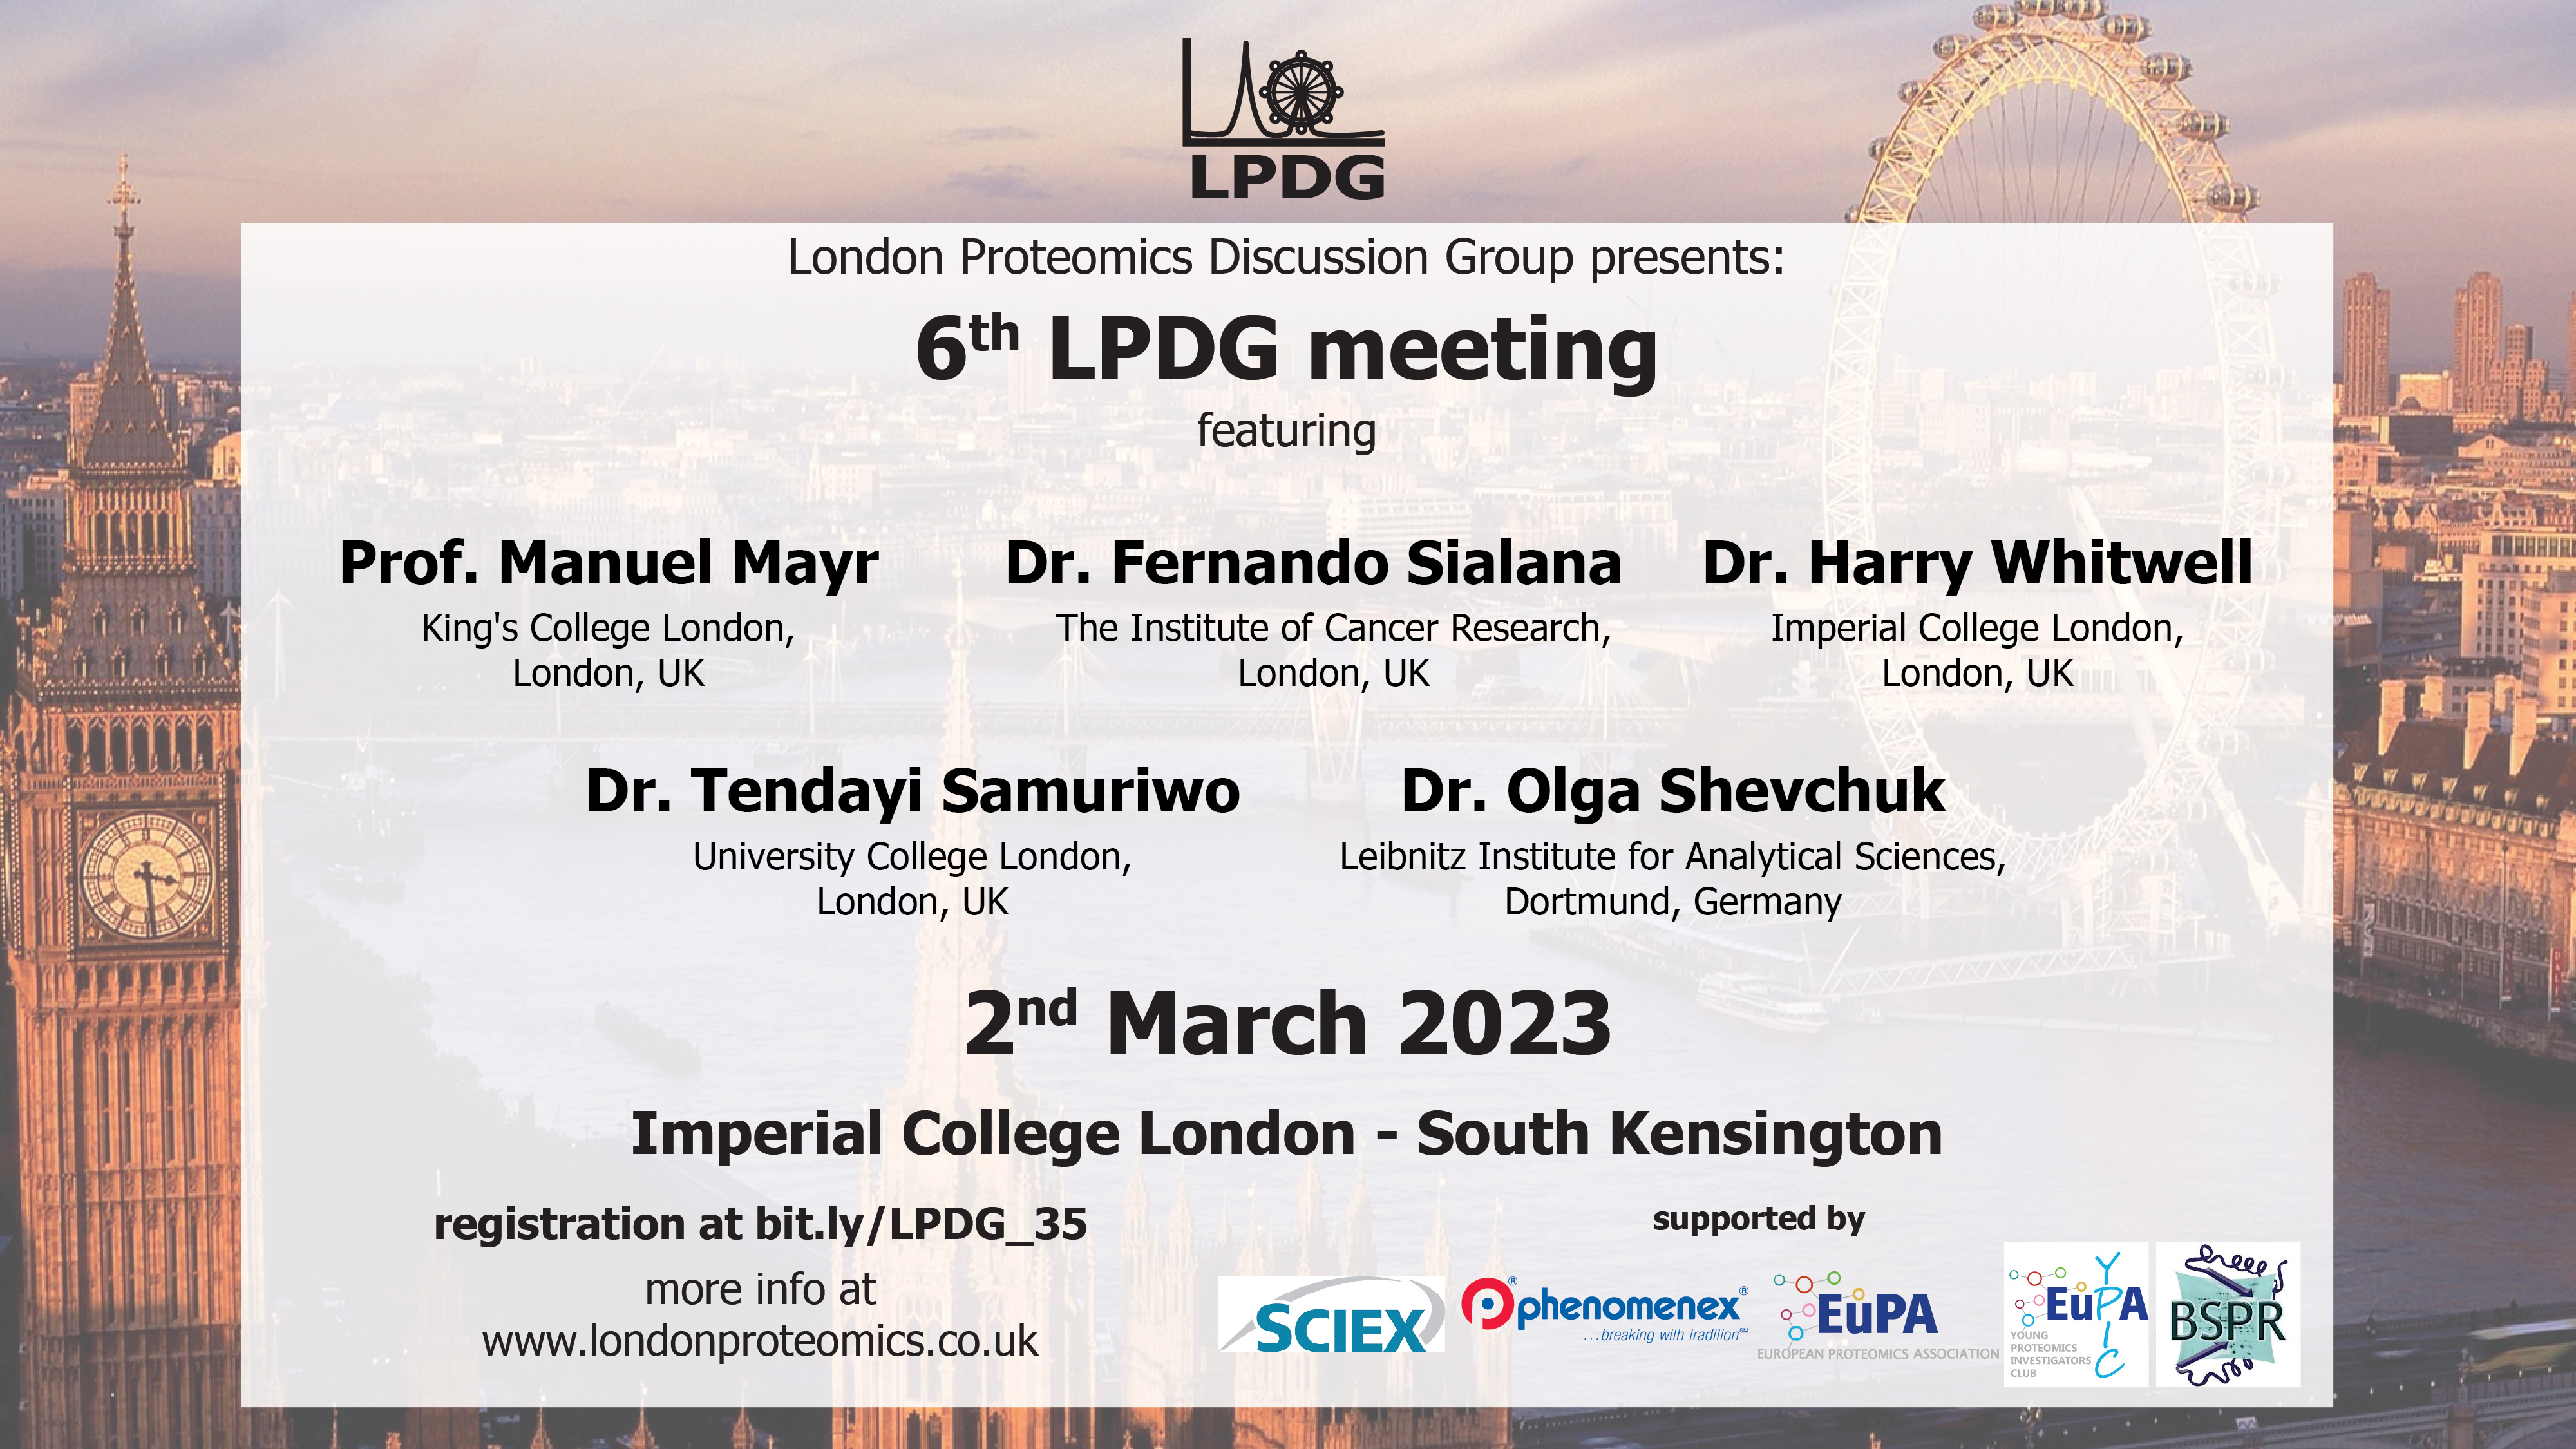 LPDG
London Proteomics Discussion Group presents:
6th LPDG meeting
featuring
Prof. Manuel Mayr
King's College London,
London, UK
Dr. Fernando Sialana
The Institute of Cancer Research,
London, UK
Dr. Harry Whitwell
Imperial College London,
London, UK
Dr. Tendayi Samuriwo
University College London,
London, UK
Dr. Olga Shevchuk
Leibnitz Institute for Analytical Sciences,
Dortmund, Germany
2nd March 2023
Imperial College London - South Kensington
registration at bit.ly/LPDG_35
more info at
www.londonproteomics.co.uk
supported by
SCIEX
phenomenex®
...breaking with tradition℠
EuPA
EUROPEAN PROTEOMICS ASSOCIATION
EuPA
YPIC
YOUNG
PROTEOMICS
INVESTIGATORS
CLUB
BSPR